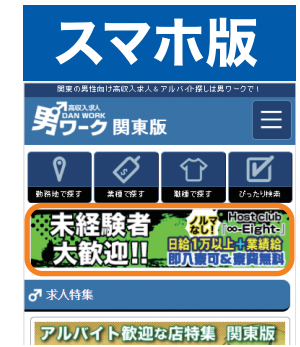 スマホ版
関東の男性向け高収入求人&アルバイト探しは男ワークで!
高収入求人
DAN WORK
男ワーク 関東版
勤務地で探す 業種で探す 職種で探す ぴったり検索
未経験者
大歓迎!!
ノルマ
なし!
Host club
「∞-Eight-」
日給1万以上+業績給
即入寮可&寮費無料
求人特集
アルバイト歓迎な店特集 関東版